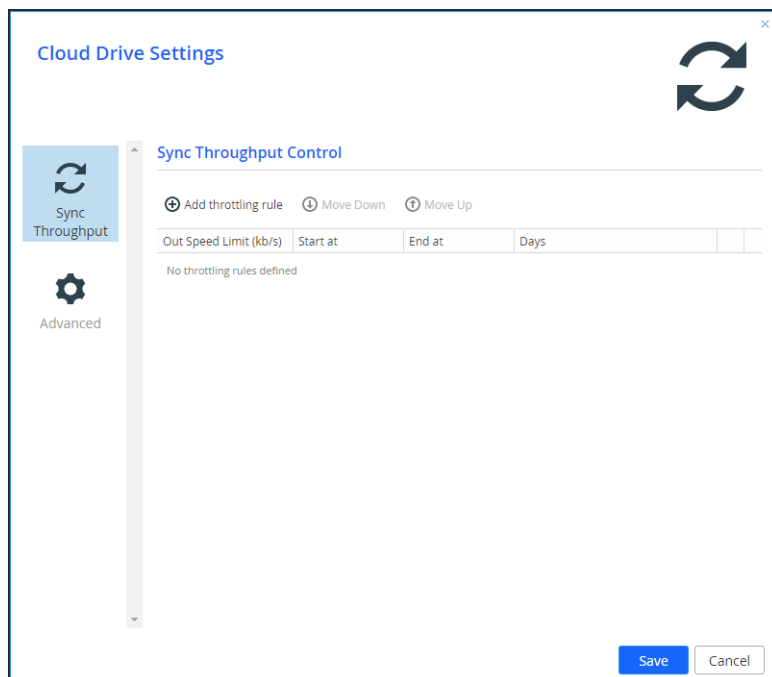 Cloud Drive Settings
Sync Throughput
Sync Throughput Control
Add throttling rule Move Down Move Up
Out Speed Limit (kb/s) Start at End at Days
No throttling rules defined
Advanced
Save Cancel